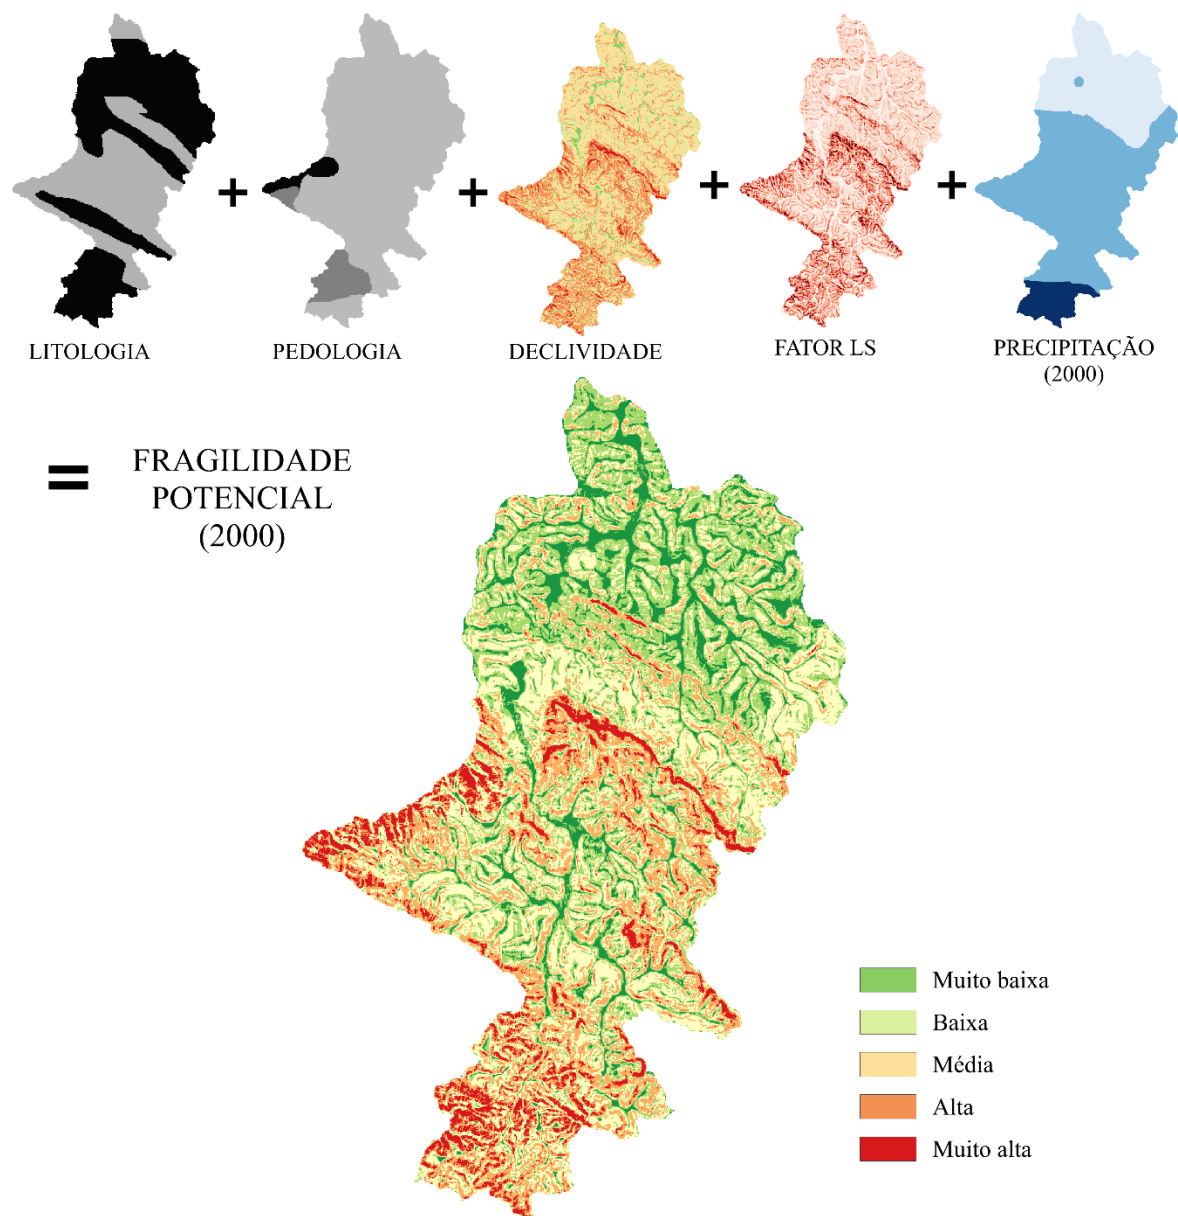 + + + +
LITOLOGIA
PEDOLOGIA
DECLIVIDADE
FATOR LS
PRECIPITAÇÃO
(2000)
=
FRAGILIDADE
POTENCIAL
(2000)
Muito baixa
Baixa
Média
Alta
Muito alta